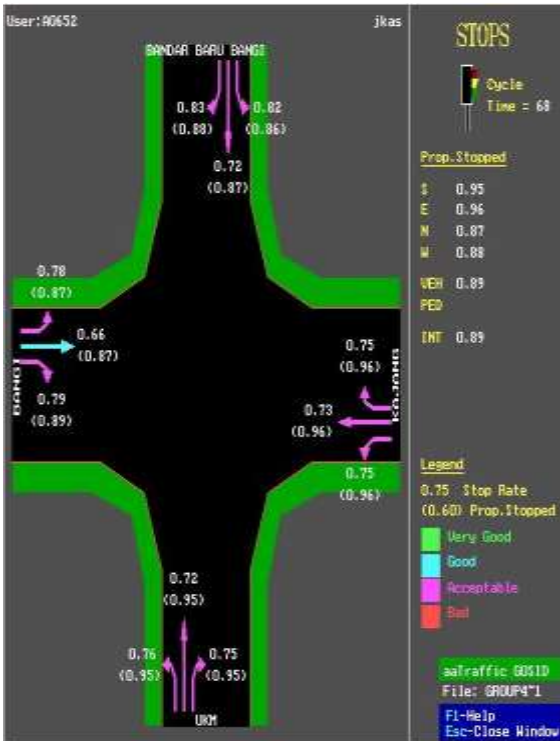 User:A0652 jkas
BANDAR BARU BANGI
0.83 0.82
(0.88) (0.86)
0.72
(0.87)
0.78
(0.87)
0.66
(0.87)
0.79
(0.89)
BANGI
0.75
(0.96)
0.73
(0.96)
0.75
(0.96)
KAJANG
0.72
(0.95)
0.76 0.75
(0.95) (0.95)
UKM
STOPS
Cycle
Time = 68
Prop.Stopped
S 0.95
E 0.96
N 0.87
W 0.88
VEH 0.89
PED
INT 0.89
Legend
0.75 Stop Rate
(0.60) Prop.Stopped
Very Good
Good
Acceptable
Bad
aaTraffic GOSID
File: GROUP4~1
F1-Help
Esc-Close Window